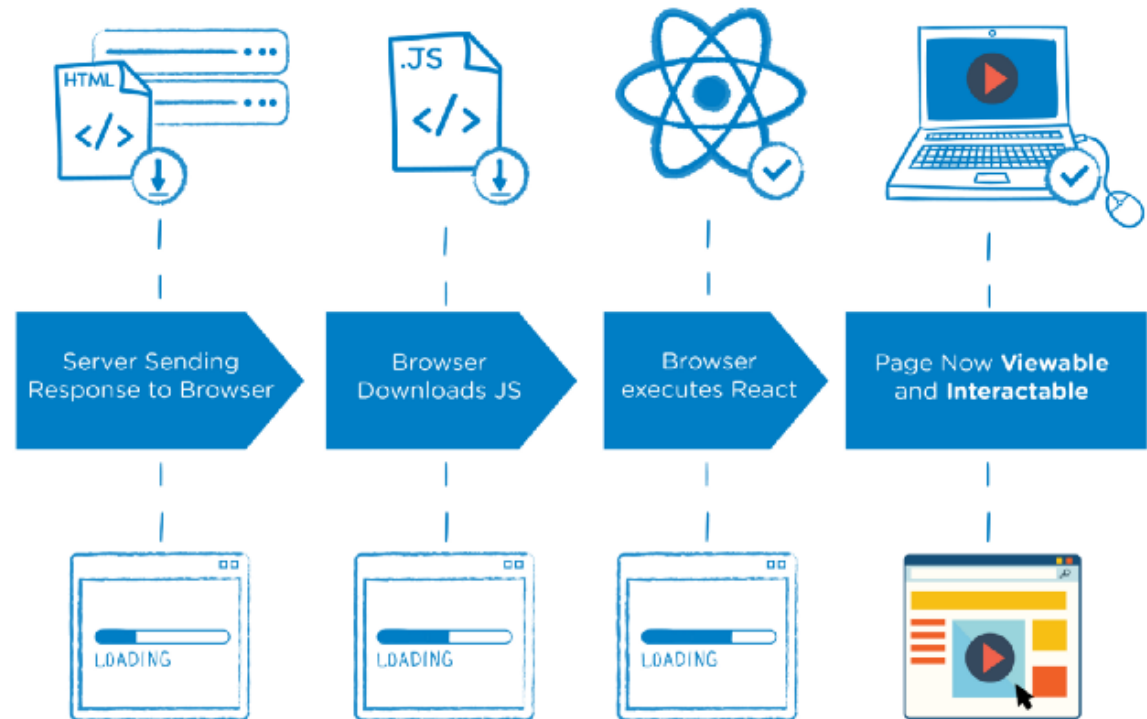 HTML
</>
.JS
</>
Server Sending
Response to Browser
Browser
Downloads JS
Browser
executes React
Page Now Viewable
and Interactable
LOADING
LOADING
LOADING